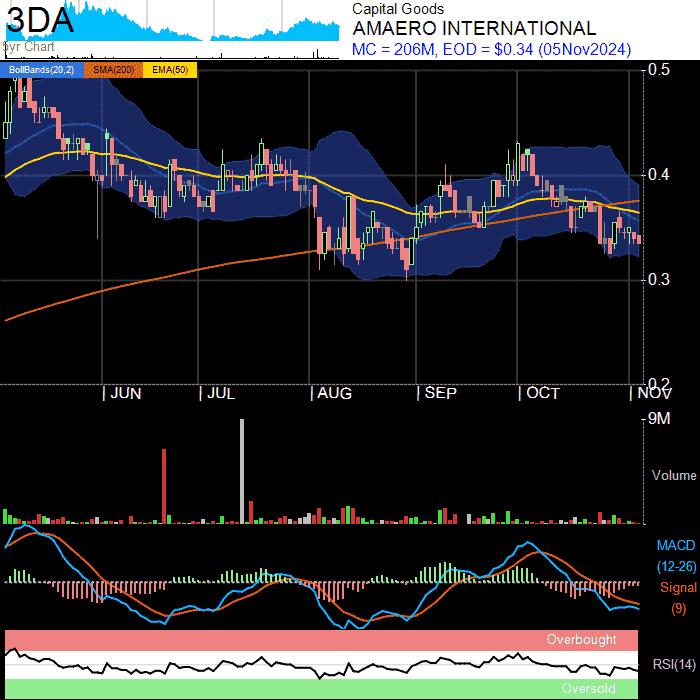 3DA
5yr Chart
Capital Goods
AMAERO INTERNATIONAL
MC = 206M, EOD = $0.34 (05Nov2024)
BollBands(20,2) SMA(200) EMA(50)
0.5
0.4
0.3
0.2
| JUN | JUL | AUG | SEP | OCT | NOV
9M
Volume
MACD
(12-26)
Signal
(9)
Overbought
RSI(14)
Oversold